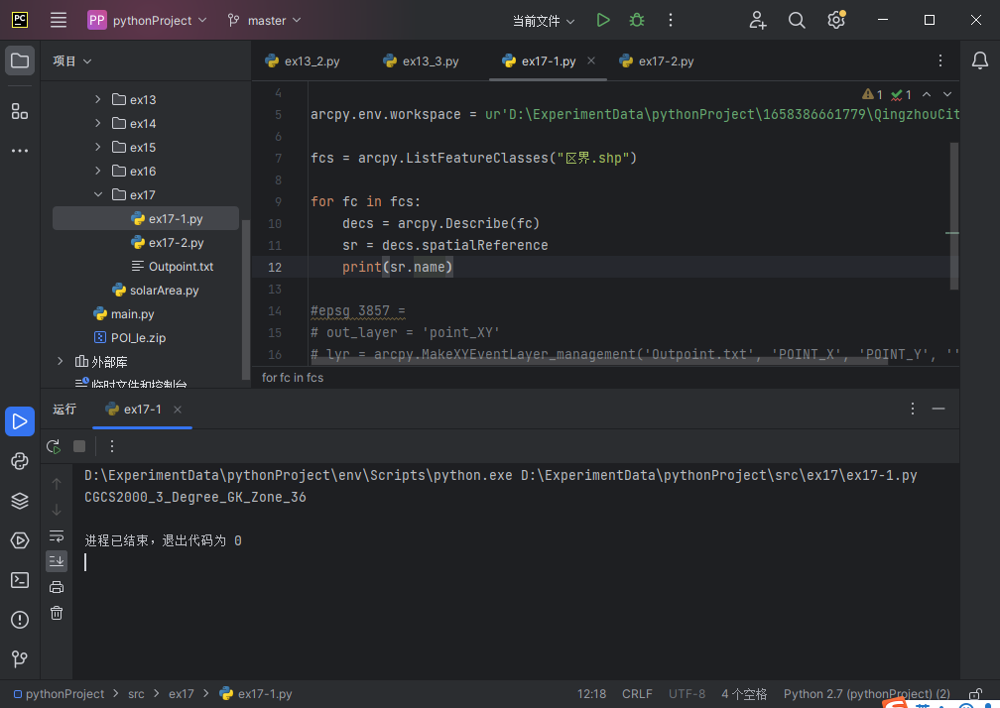 PC
PP pythonProject
master
当前文件
项目
ex13
ex14
ex15
ex16
ex17
ex17-1.py
ex17-2.py
Outpoint.txt
solarArea.py
main.py
POI_le.zip
外部库
临时文件和控制台
ex13_2.py
ex13_3.py
ex17-1.py
ex17-2.py
1 1
4
5 arcpy.env.workspace = ur'D:\ExperimentData\pythonProject\1658386661779\QingzhouCit
6
7 fcs = arcpy.ListFeatureClasses("区界.shp")
8
9 for fc in fcs:
10 decs = arcpy.Describe(fc)
11 sr = decs.spatialReference
12 print(sr.name)
13
14 #epsg 3857 =
15 # out_layer = 'point_XY'
16 # lyr = arcpy.MakeXYEventLayer_management('Outpoint.txt', 'POINT_X', 'POINT_Y', ''
for fc in fcs
运行
ex17-1
D:\ExperimentData\pythonProject\env\Scripts\python.exe D:\ExperimentData\pythonProject\src\ex17\ex17-1.py
CGCS2000_3_Degree_GK_Zone_36
进程已结束，退出代码为 0
pythonProject > src > ex17 > ex17-1.py
12:18
CRLF
UTF-8
4 个空格
Python 2.7 (pythonProject) (2)